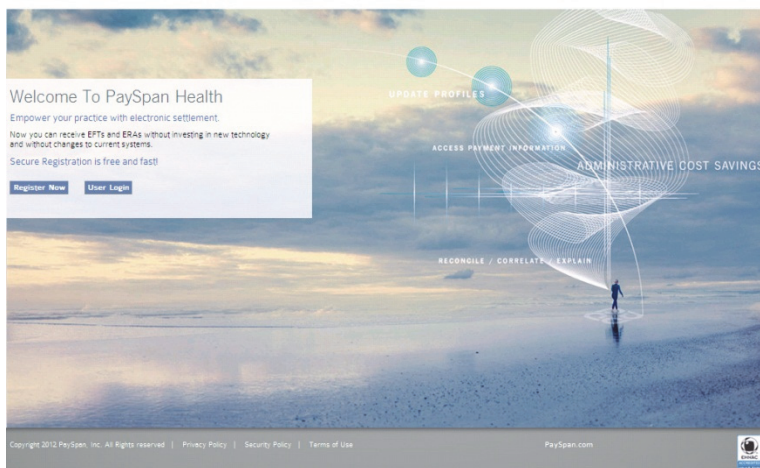 Welcome To PaySpan Health
Empower your practice with electronic settlement.
Now you can receive EFTs and ERAs without investing in new technology
and without changes to current systems.
Secure Registration is free and fast!
Register Now
User Login
UPDATE PROFILES
ACCESS PAYMENT INFORMATION
ADMINISTRATIVE COST SAVINGS
RECONCILE / CORRELATE / EXPLAIN
Copyright 2012 PaySpan, Inc. All Rights reserved | Privacy Policy | Security Policy | Terms of Use
PaySpan.com
EHNAC